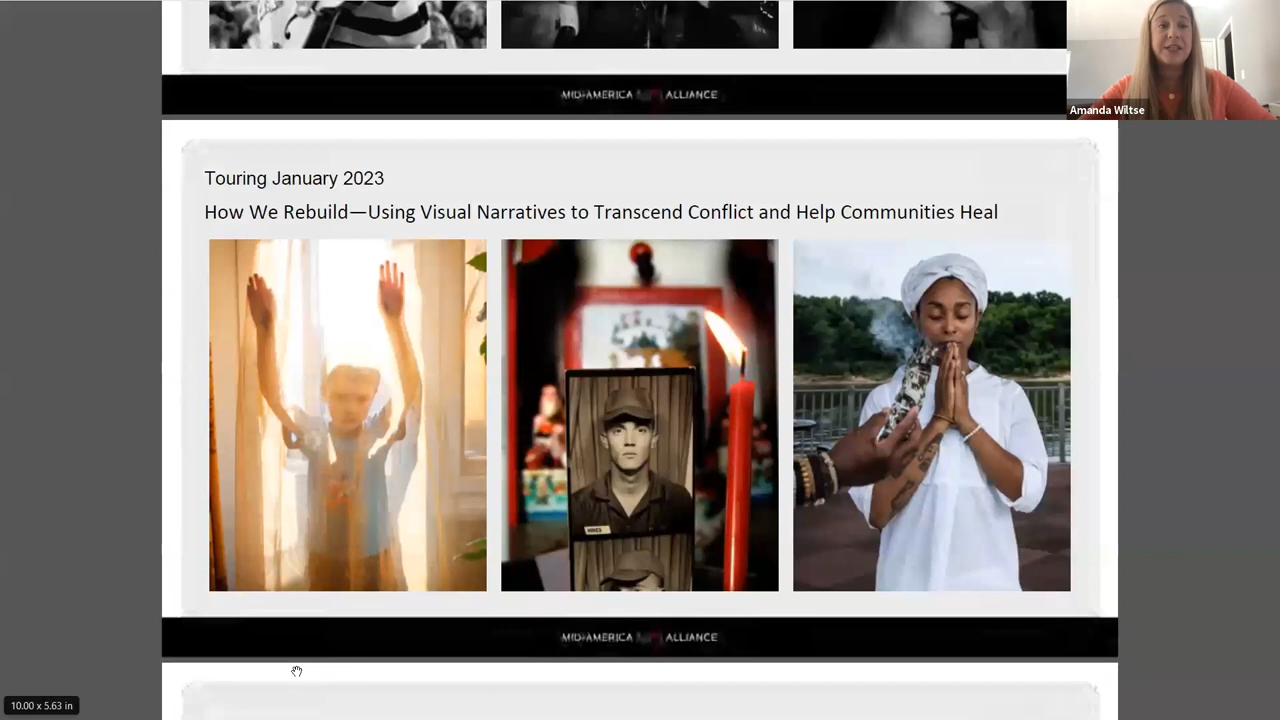 MID-AMERICA ALLIANCE
Amanda Wiltse
Touring January 2023
How We Rebuild—Using Visual Narratives to Transcend Conflict and Help Communities Heal
MID-AMERICA ALLIANCE
10.00 x 5.63 in